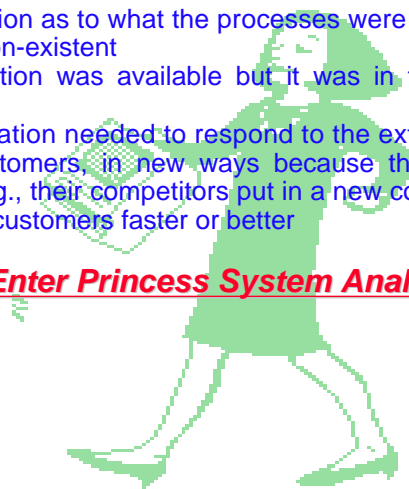 tion as to what the processes were
on-existent
tion was available but it was in
ation needed to respond to the ex
tomers, in new ways because th
g., their competitors put in a new co
customers faster or better
Enter Princess System Anal